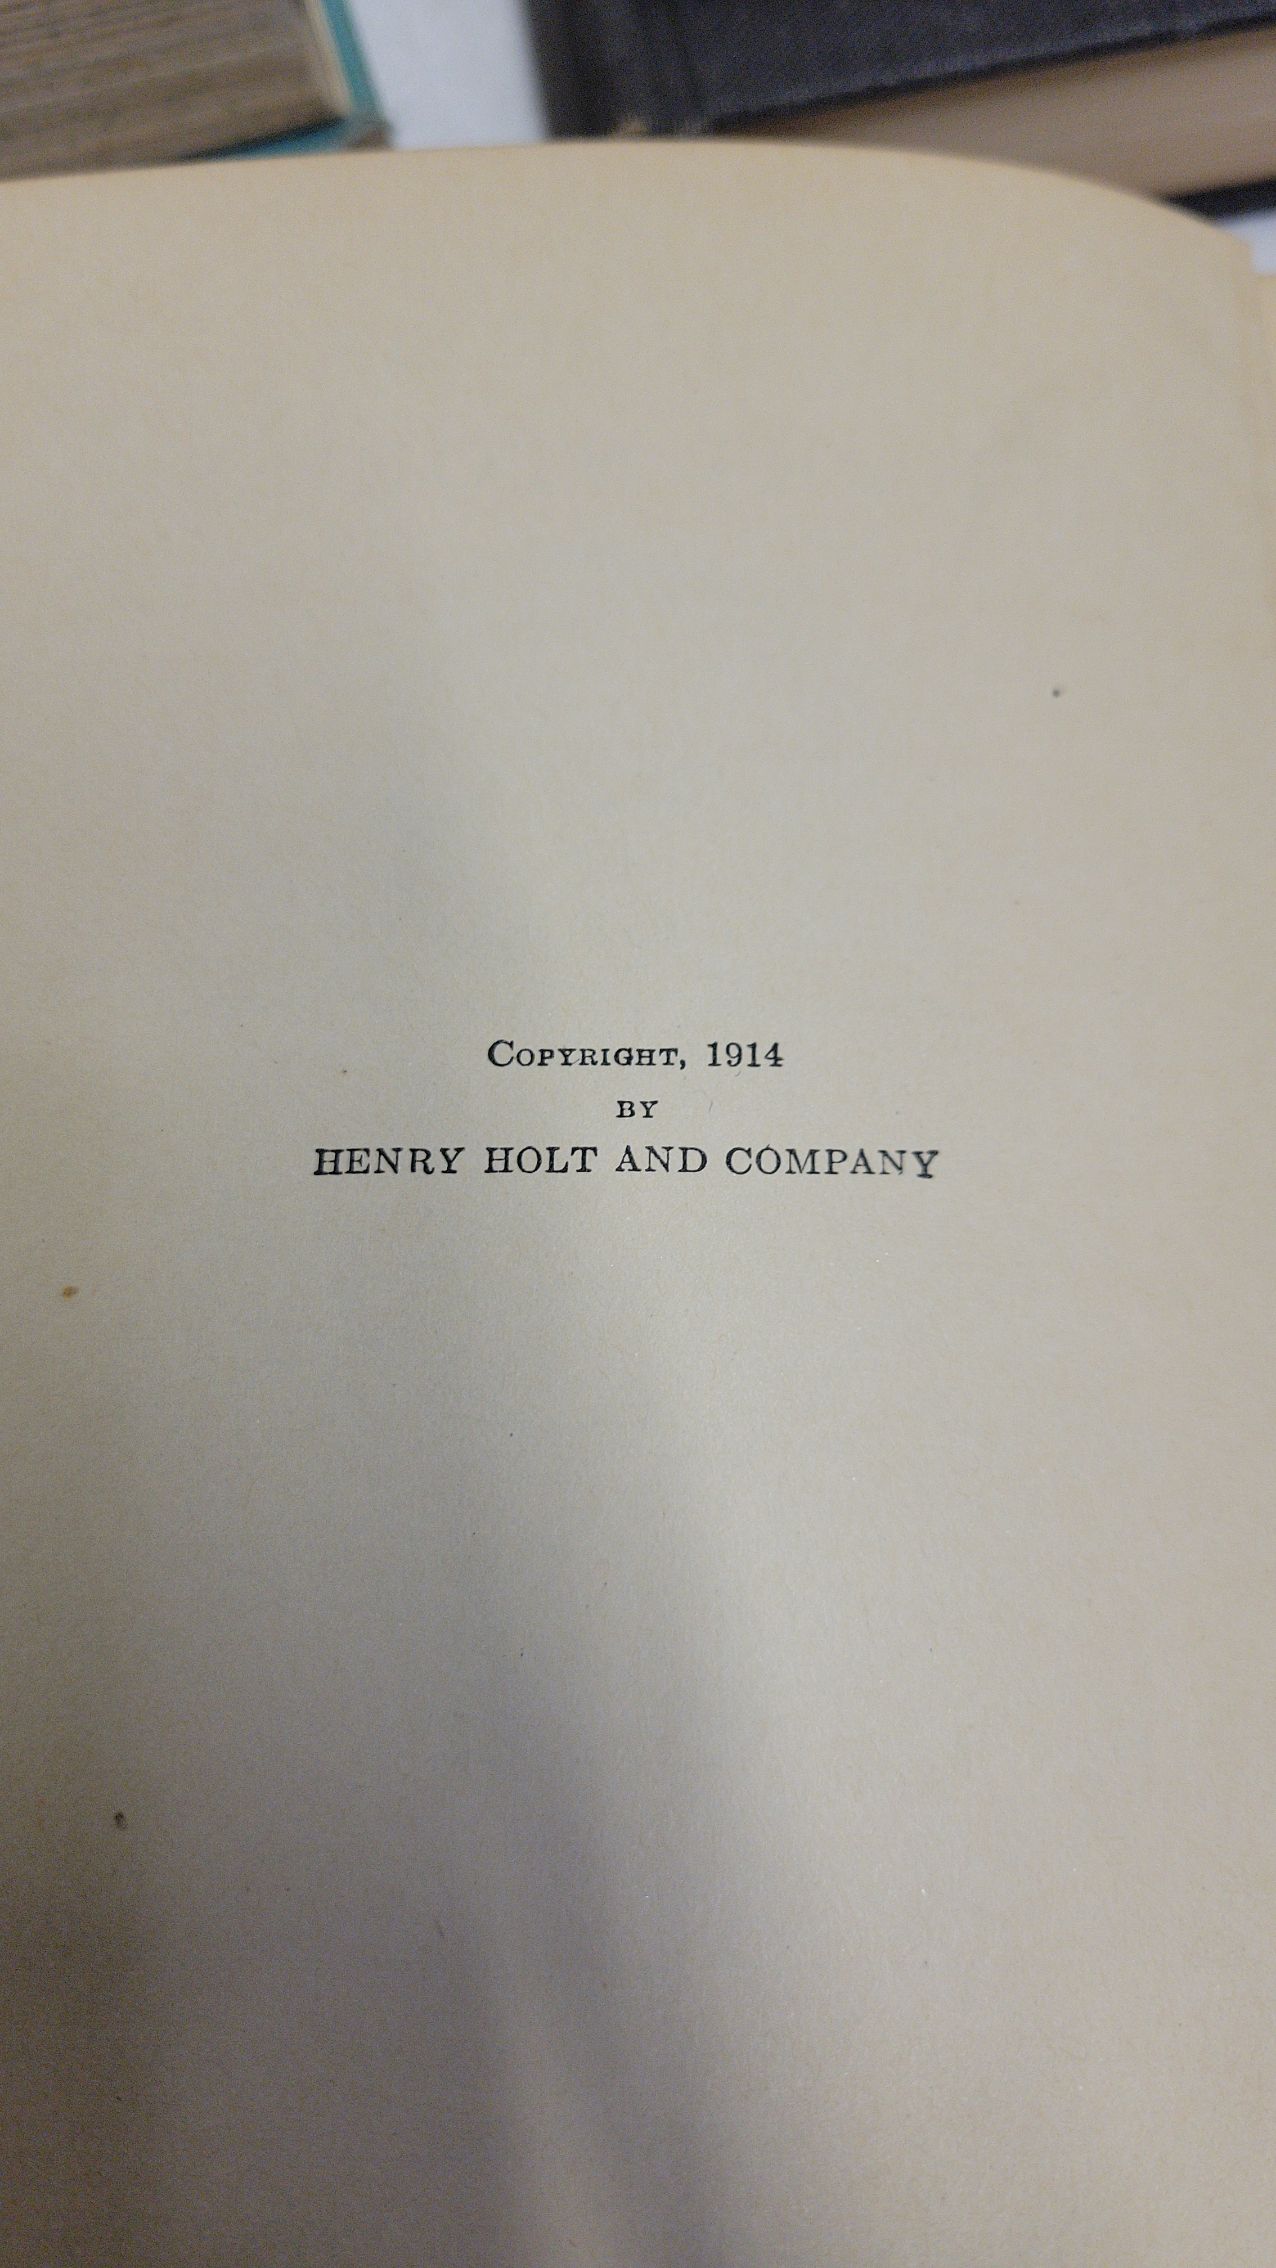 Copyright, 1914
BY
HENRY HOLT AND COMPANY